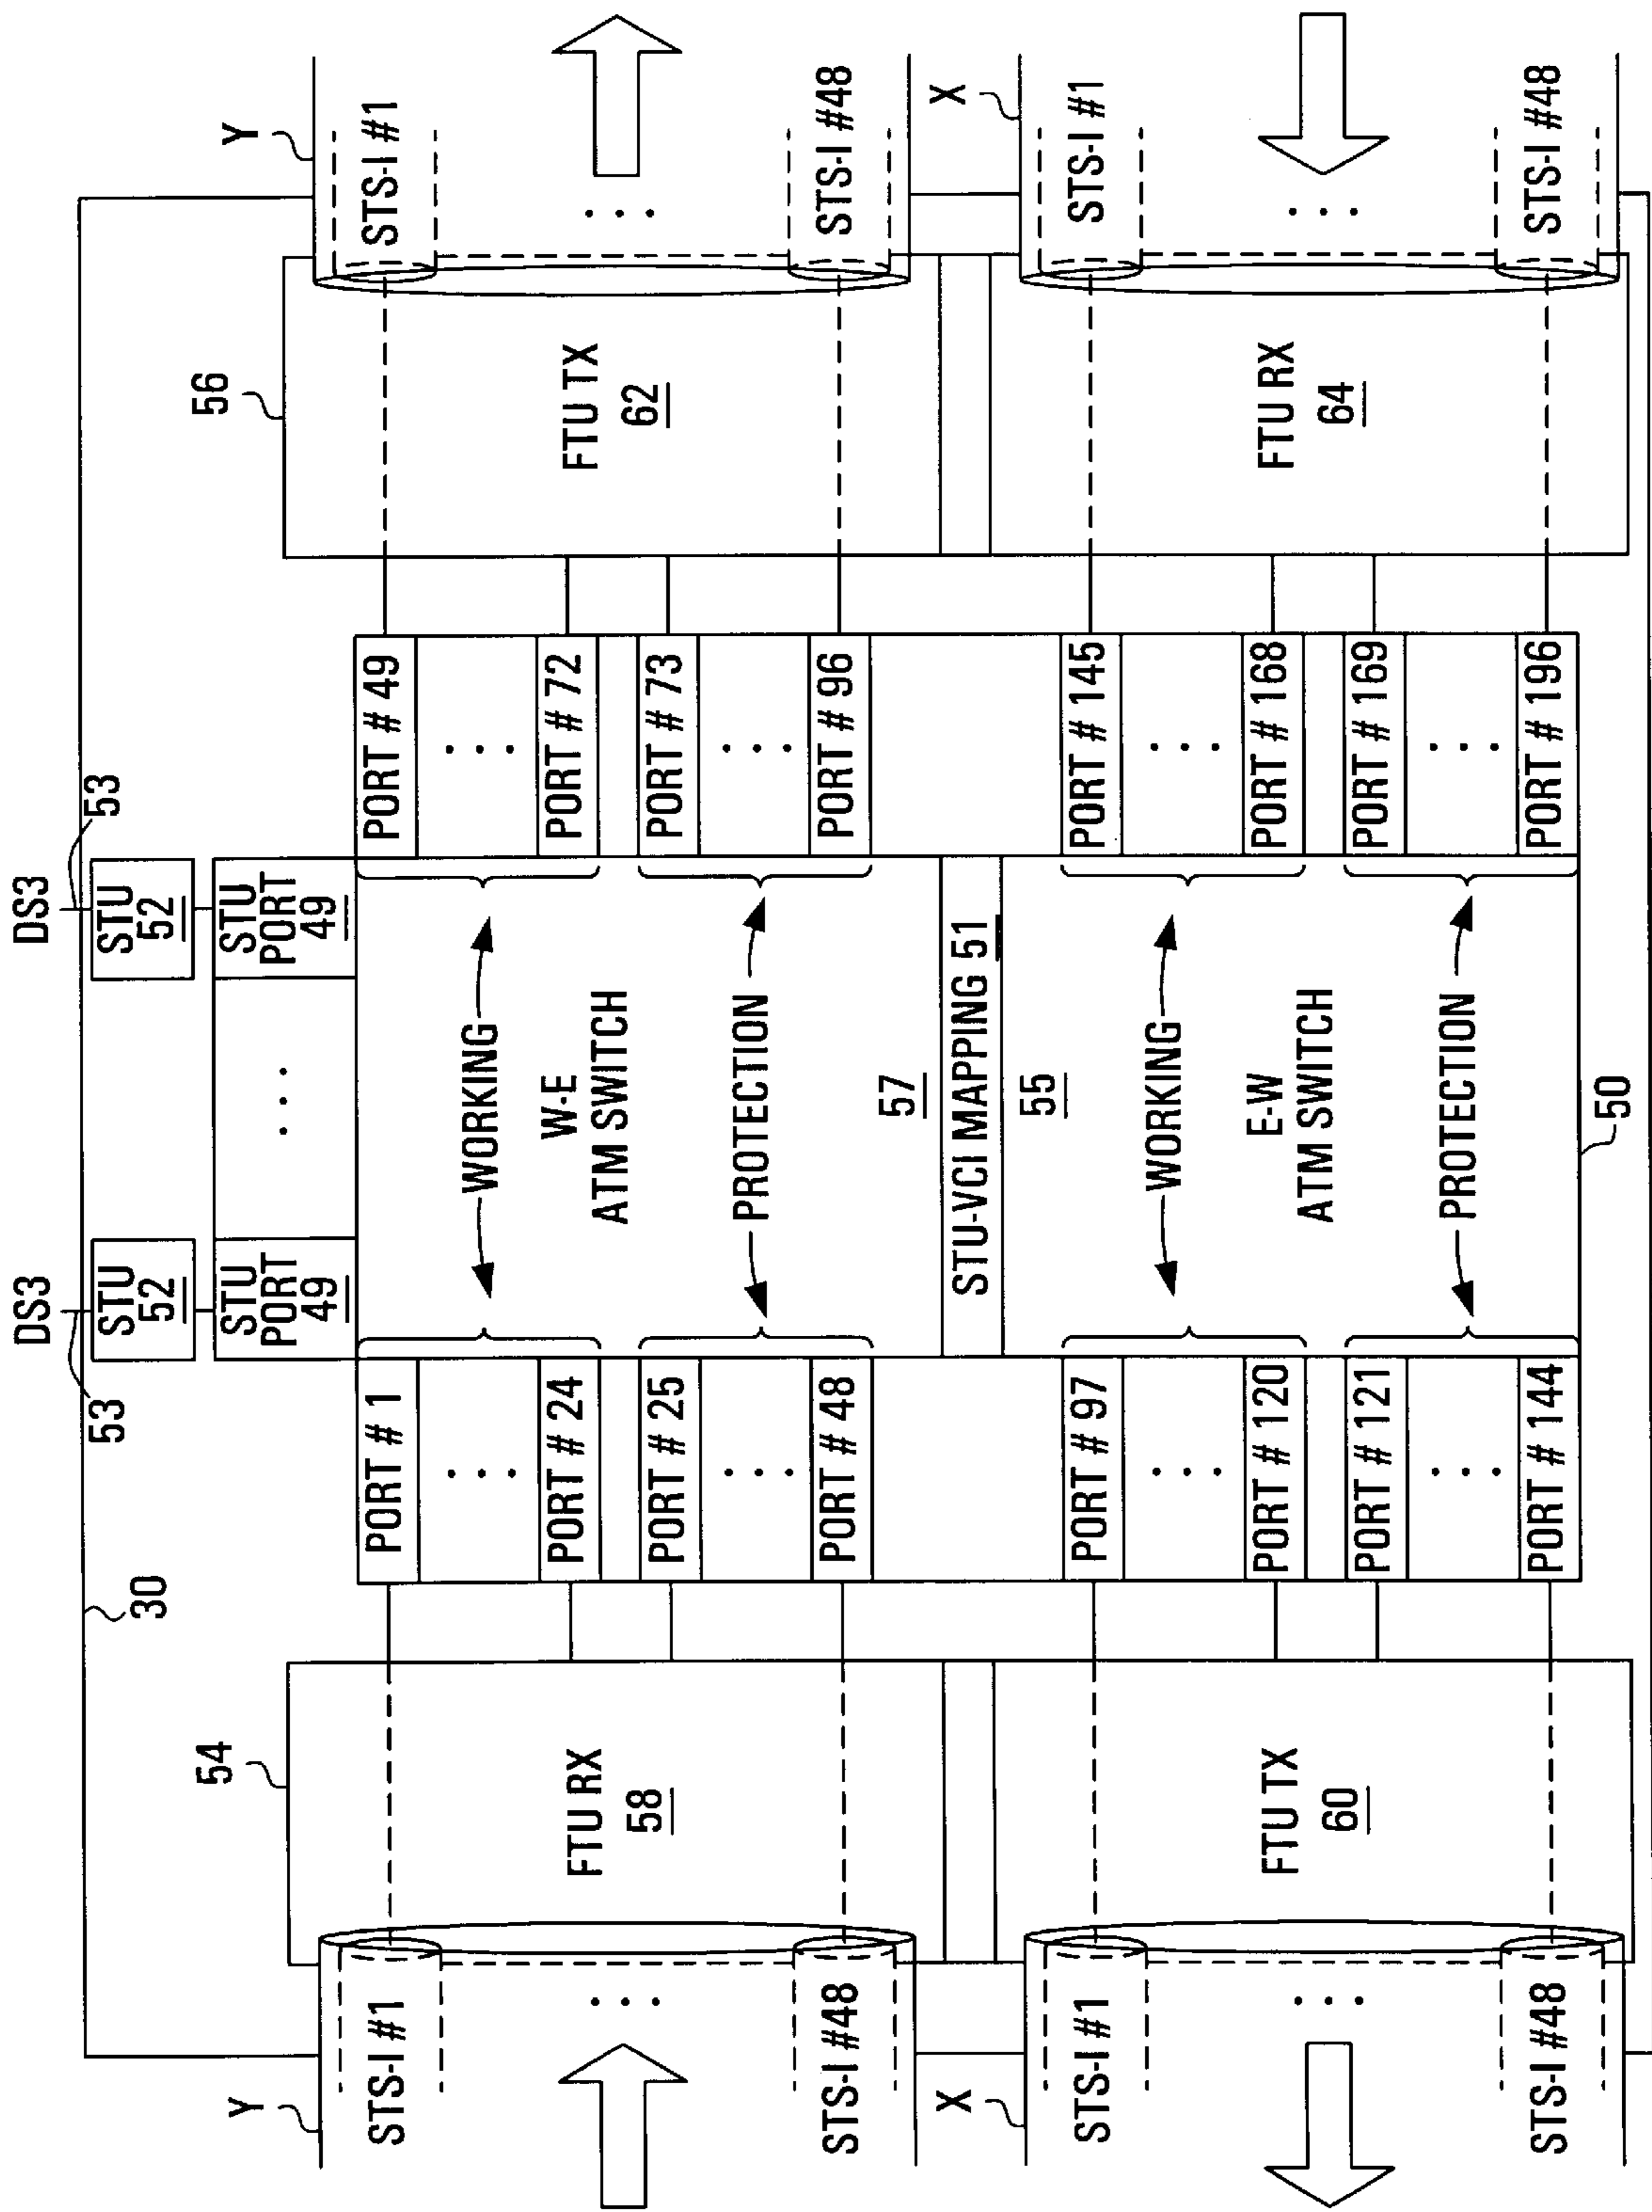 DS3
DS3
53
53
30
STU
52
STU
52
STU
PORT
49
. . .
STU
PORT
49
54
56
Y
STS-I #1
. . .
STS-I #48
FTU RX
58
PORT # 1
. . .
PORT # 24
PORT # 25
. . .
PORT # 48
WORKING
W-E
ATM SWITCH
PROTECTION
57
PORT # 49
. . .
PORT # 72
PORT # 73
. . .
PORT # 96
FTU TX
62
Y
STS-I #1
. . .
STS-I #48
STU-VCI MAPPING 51
X
STS-I #1
. . .
STS-I #48
FTU TX
60
PORT # 97
. . .
PORT # 120
PORT # 121
. . .
PORT # 144
55
WORKING
E-W
ATM SWITCH
PROTECTION
PORT # 145
. . .
PORT # 168
PORT # 169
. . .
PORT # 196
FTU RX
64
X
STS-I #1
. . .
STS-I #48
50